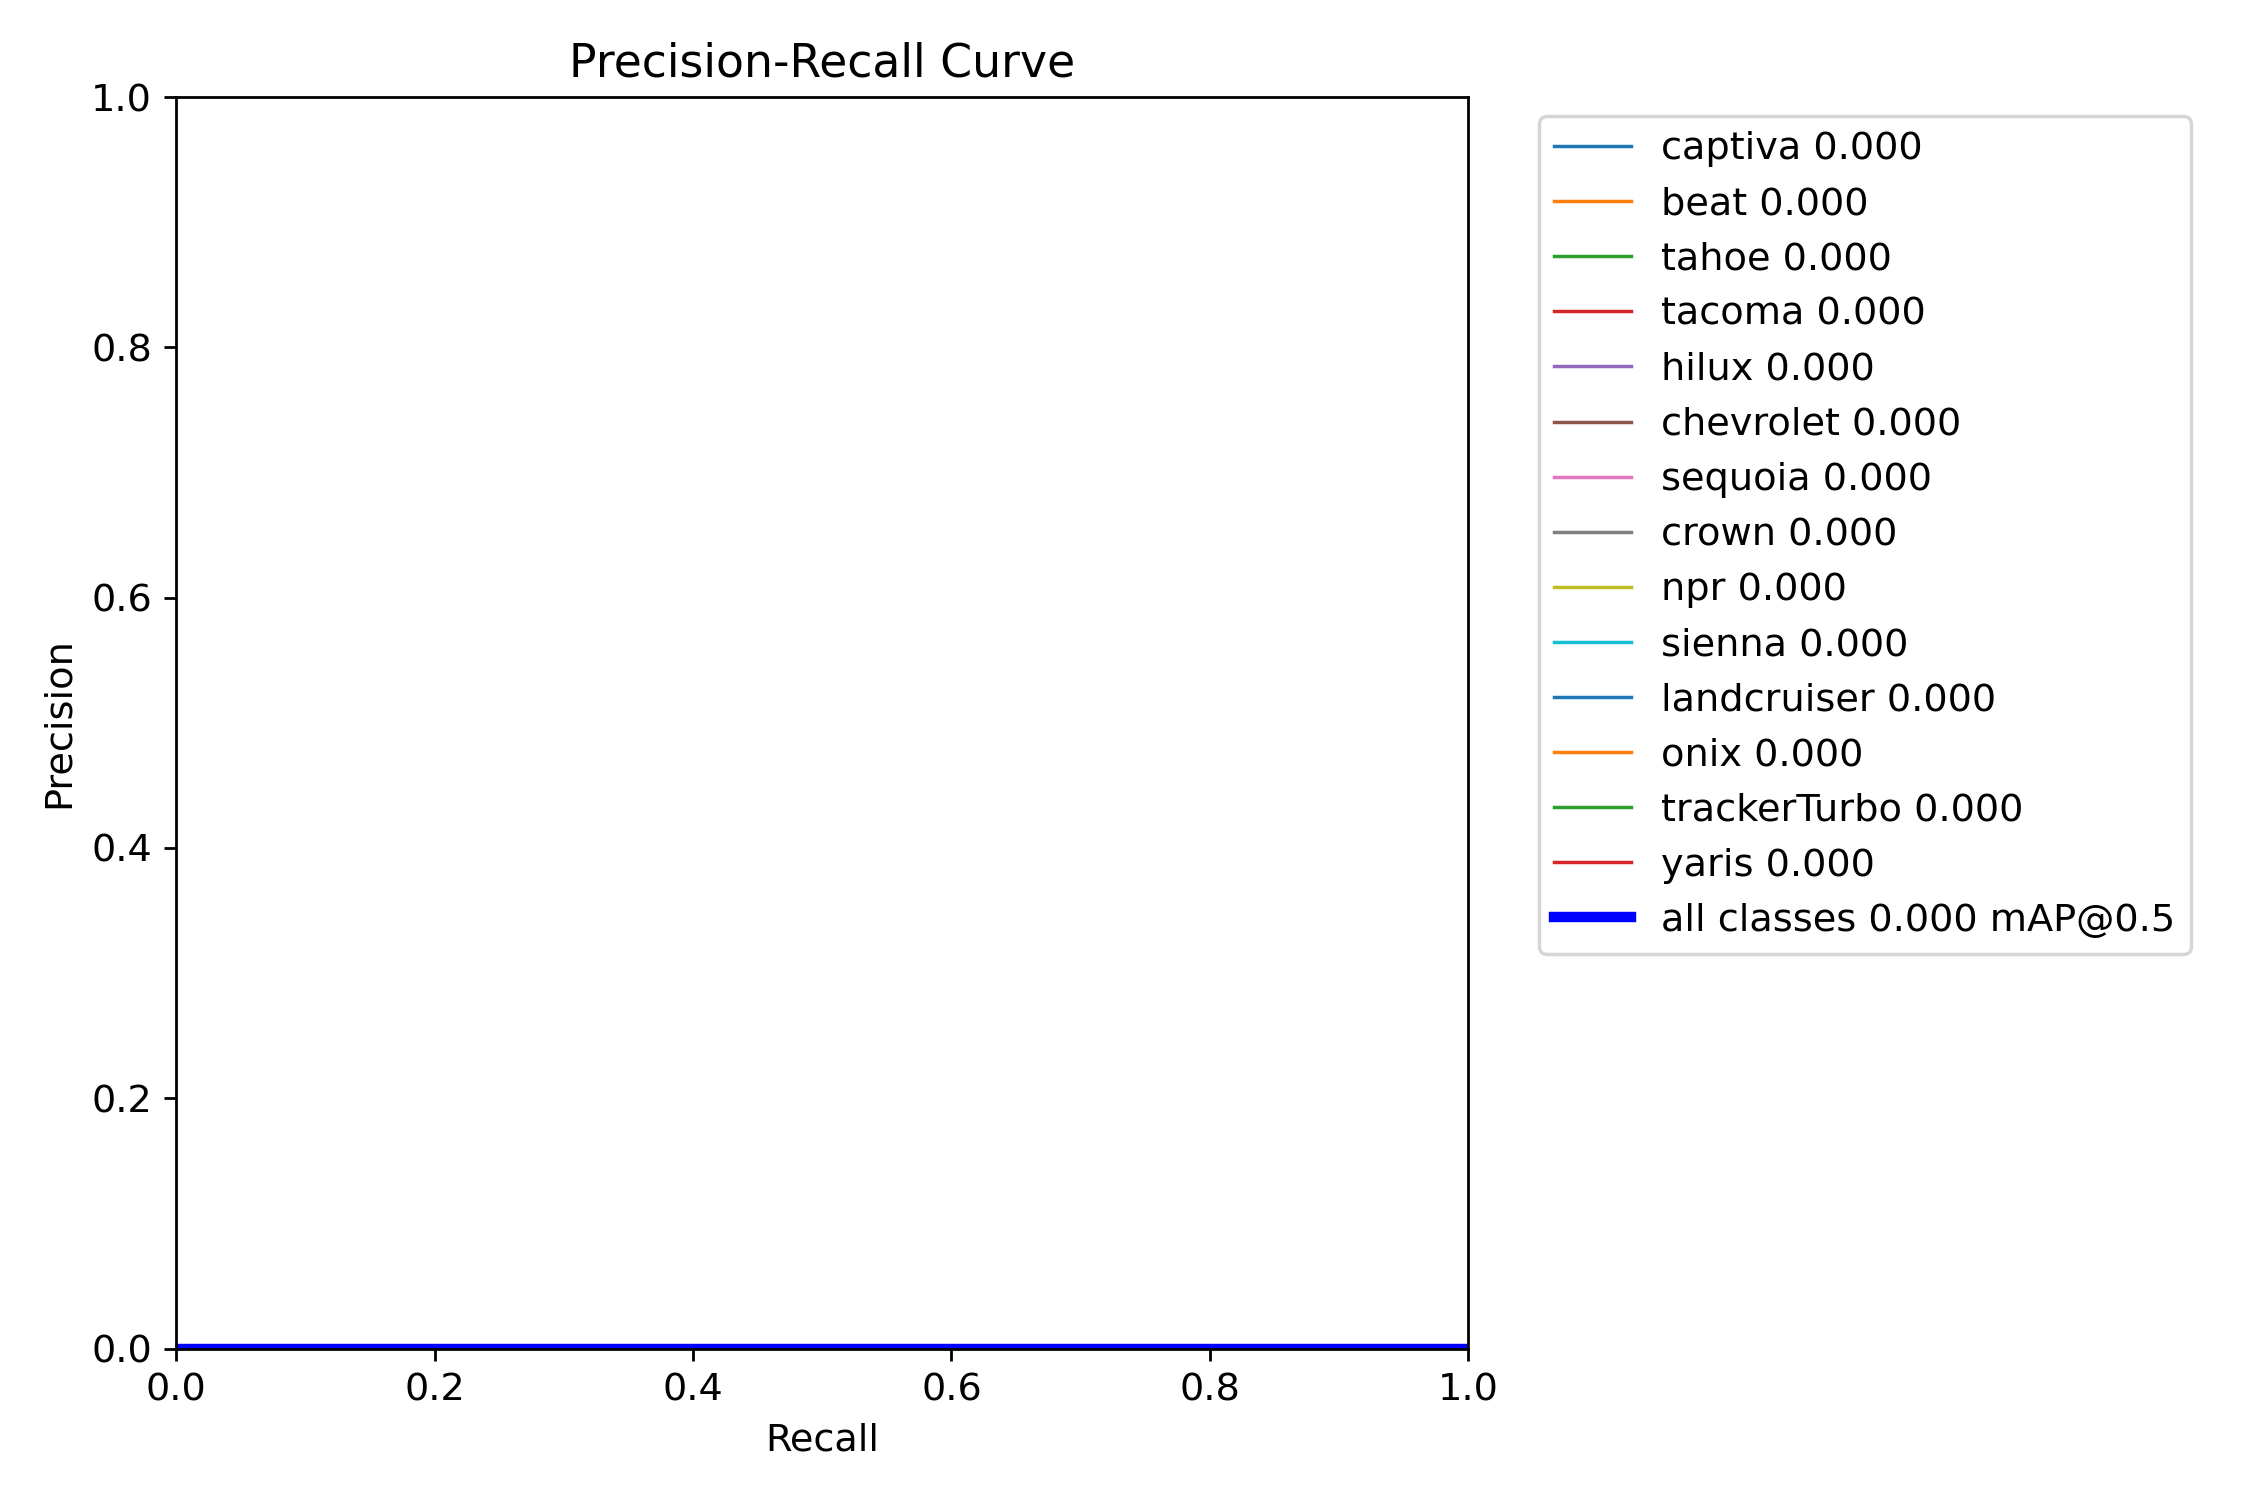 Precision-Recall Curve
1.0
0.8
0.6
0.4
0.2
0.0
Precision
0.0 0.2 0.4 0.6 0.8 1.0
Recall
captiva 0.000
beat 0.000
tahoe 0.000
tacoma 0.000
hilux 0.000
chevrolet 0.000
sequoia 0.000
crown 0.000
npr 0.000
sienna 0.000
landcruiser 0.000
onix 0.000
trackerTurbo 0.000
yaris 0.000
all classes 0.000 mAP@0.5